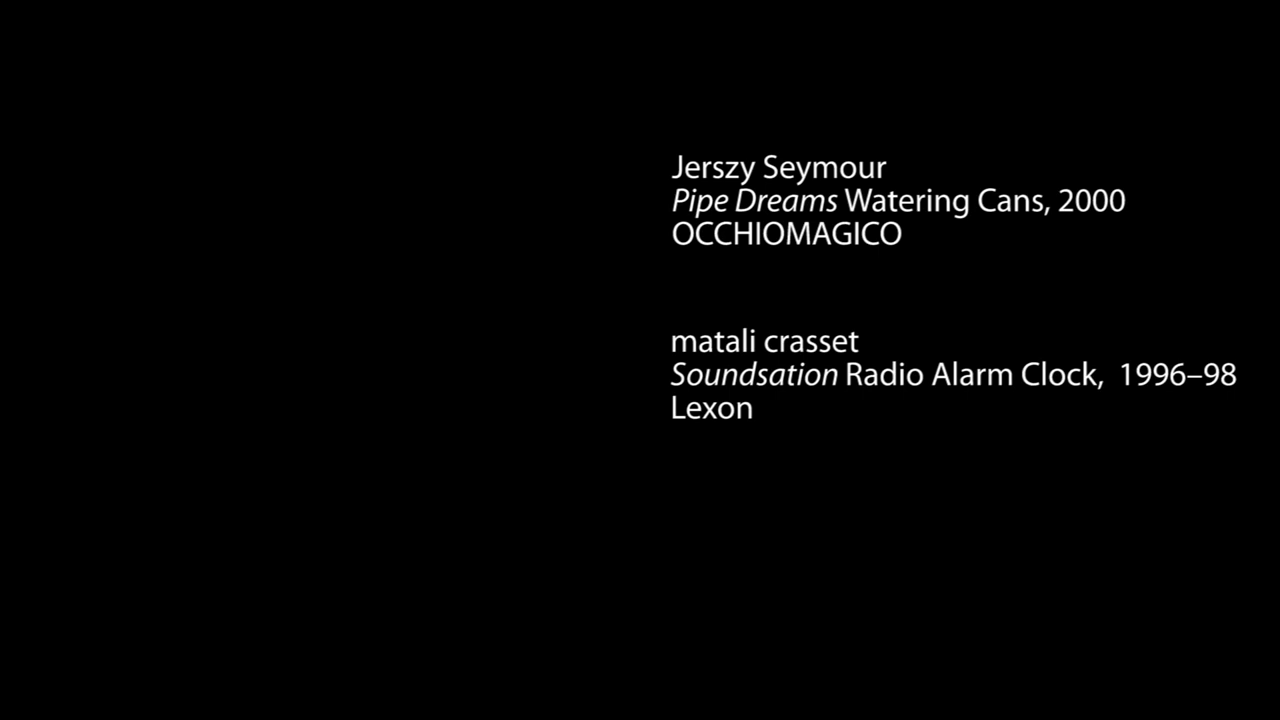 Jerszy Seymour
Pipe Dreams Watering Cans, 2000
OCCHIOMAGICO
matali crasset
Soundsation Radio Alarm Clock,  1996–98
Lexon